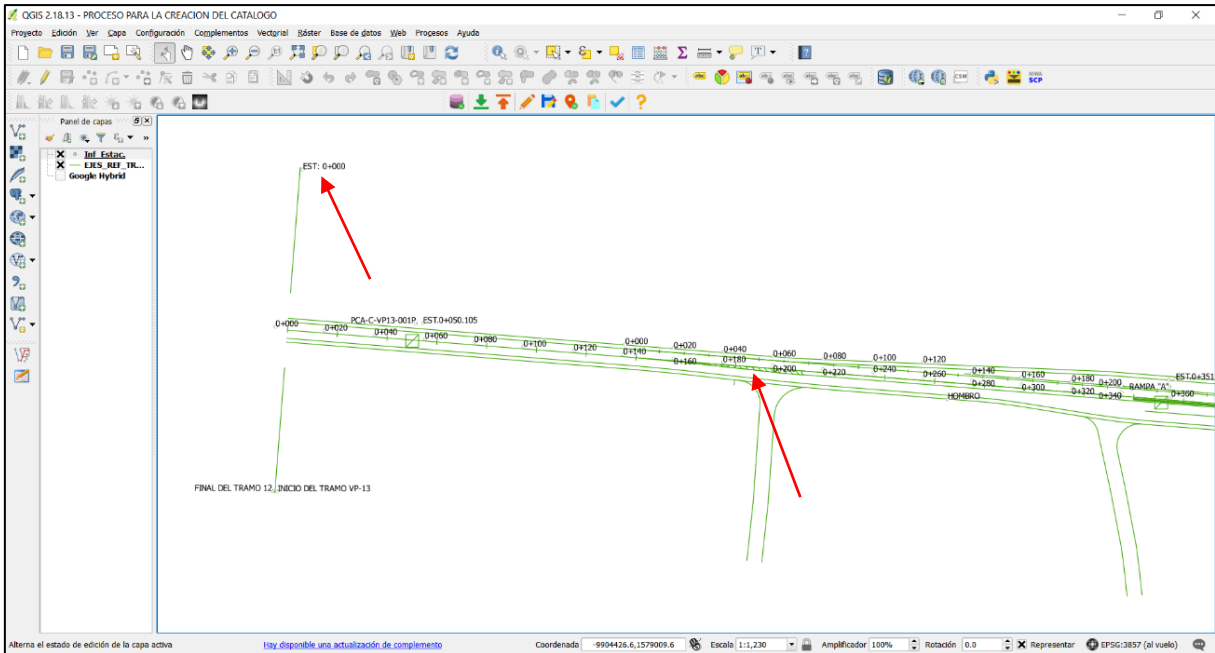 QGIS 2.18.13 - PROCESO PARA LA CREACION DEL CATALOGO
Proyecto Edición Ver Capa Configuración Complementos Vectorial Ráster Base de datos Web Procesos Ayuda
CSW
SCP
Panel de capas
Inf_Estac.
EJES_REF_TR...
Google Hybrid
EST: 0+000
PCA-C-VP13-001P, EST.0+050.105
0+000 0+020 0+040 0+060 0+080 0+100 0+120 0+140 0+160 0+180 0+200 0+220 0+240 0+260 0+280 0+300 0+320 0+340 0+360
0+000 0+020 0+040 0+060 0+080 0+100 0+120 0+140 0+160 0+180 0+200
EST.0+351
RAMPA "A"
HOMBRO
FINAL DEL TRAMO 12, INICIO DEL TRAMO VP-13
Alterna el estado de edición de la capa activa Hay disponible una actualización de complemento Coordenada -9904426.6,1579009.6 Escala 1:1,230 Amplificador 100% Rotación 0.0 Representar EPSG:3857 (al vuelo)